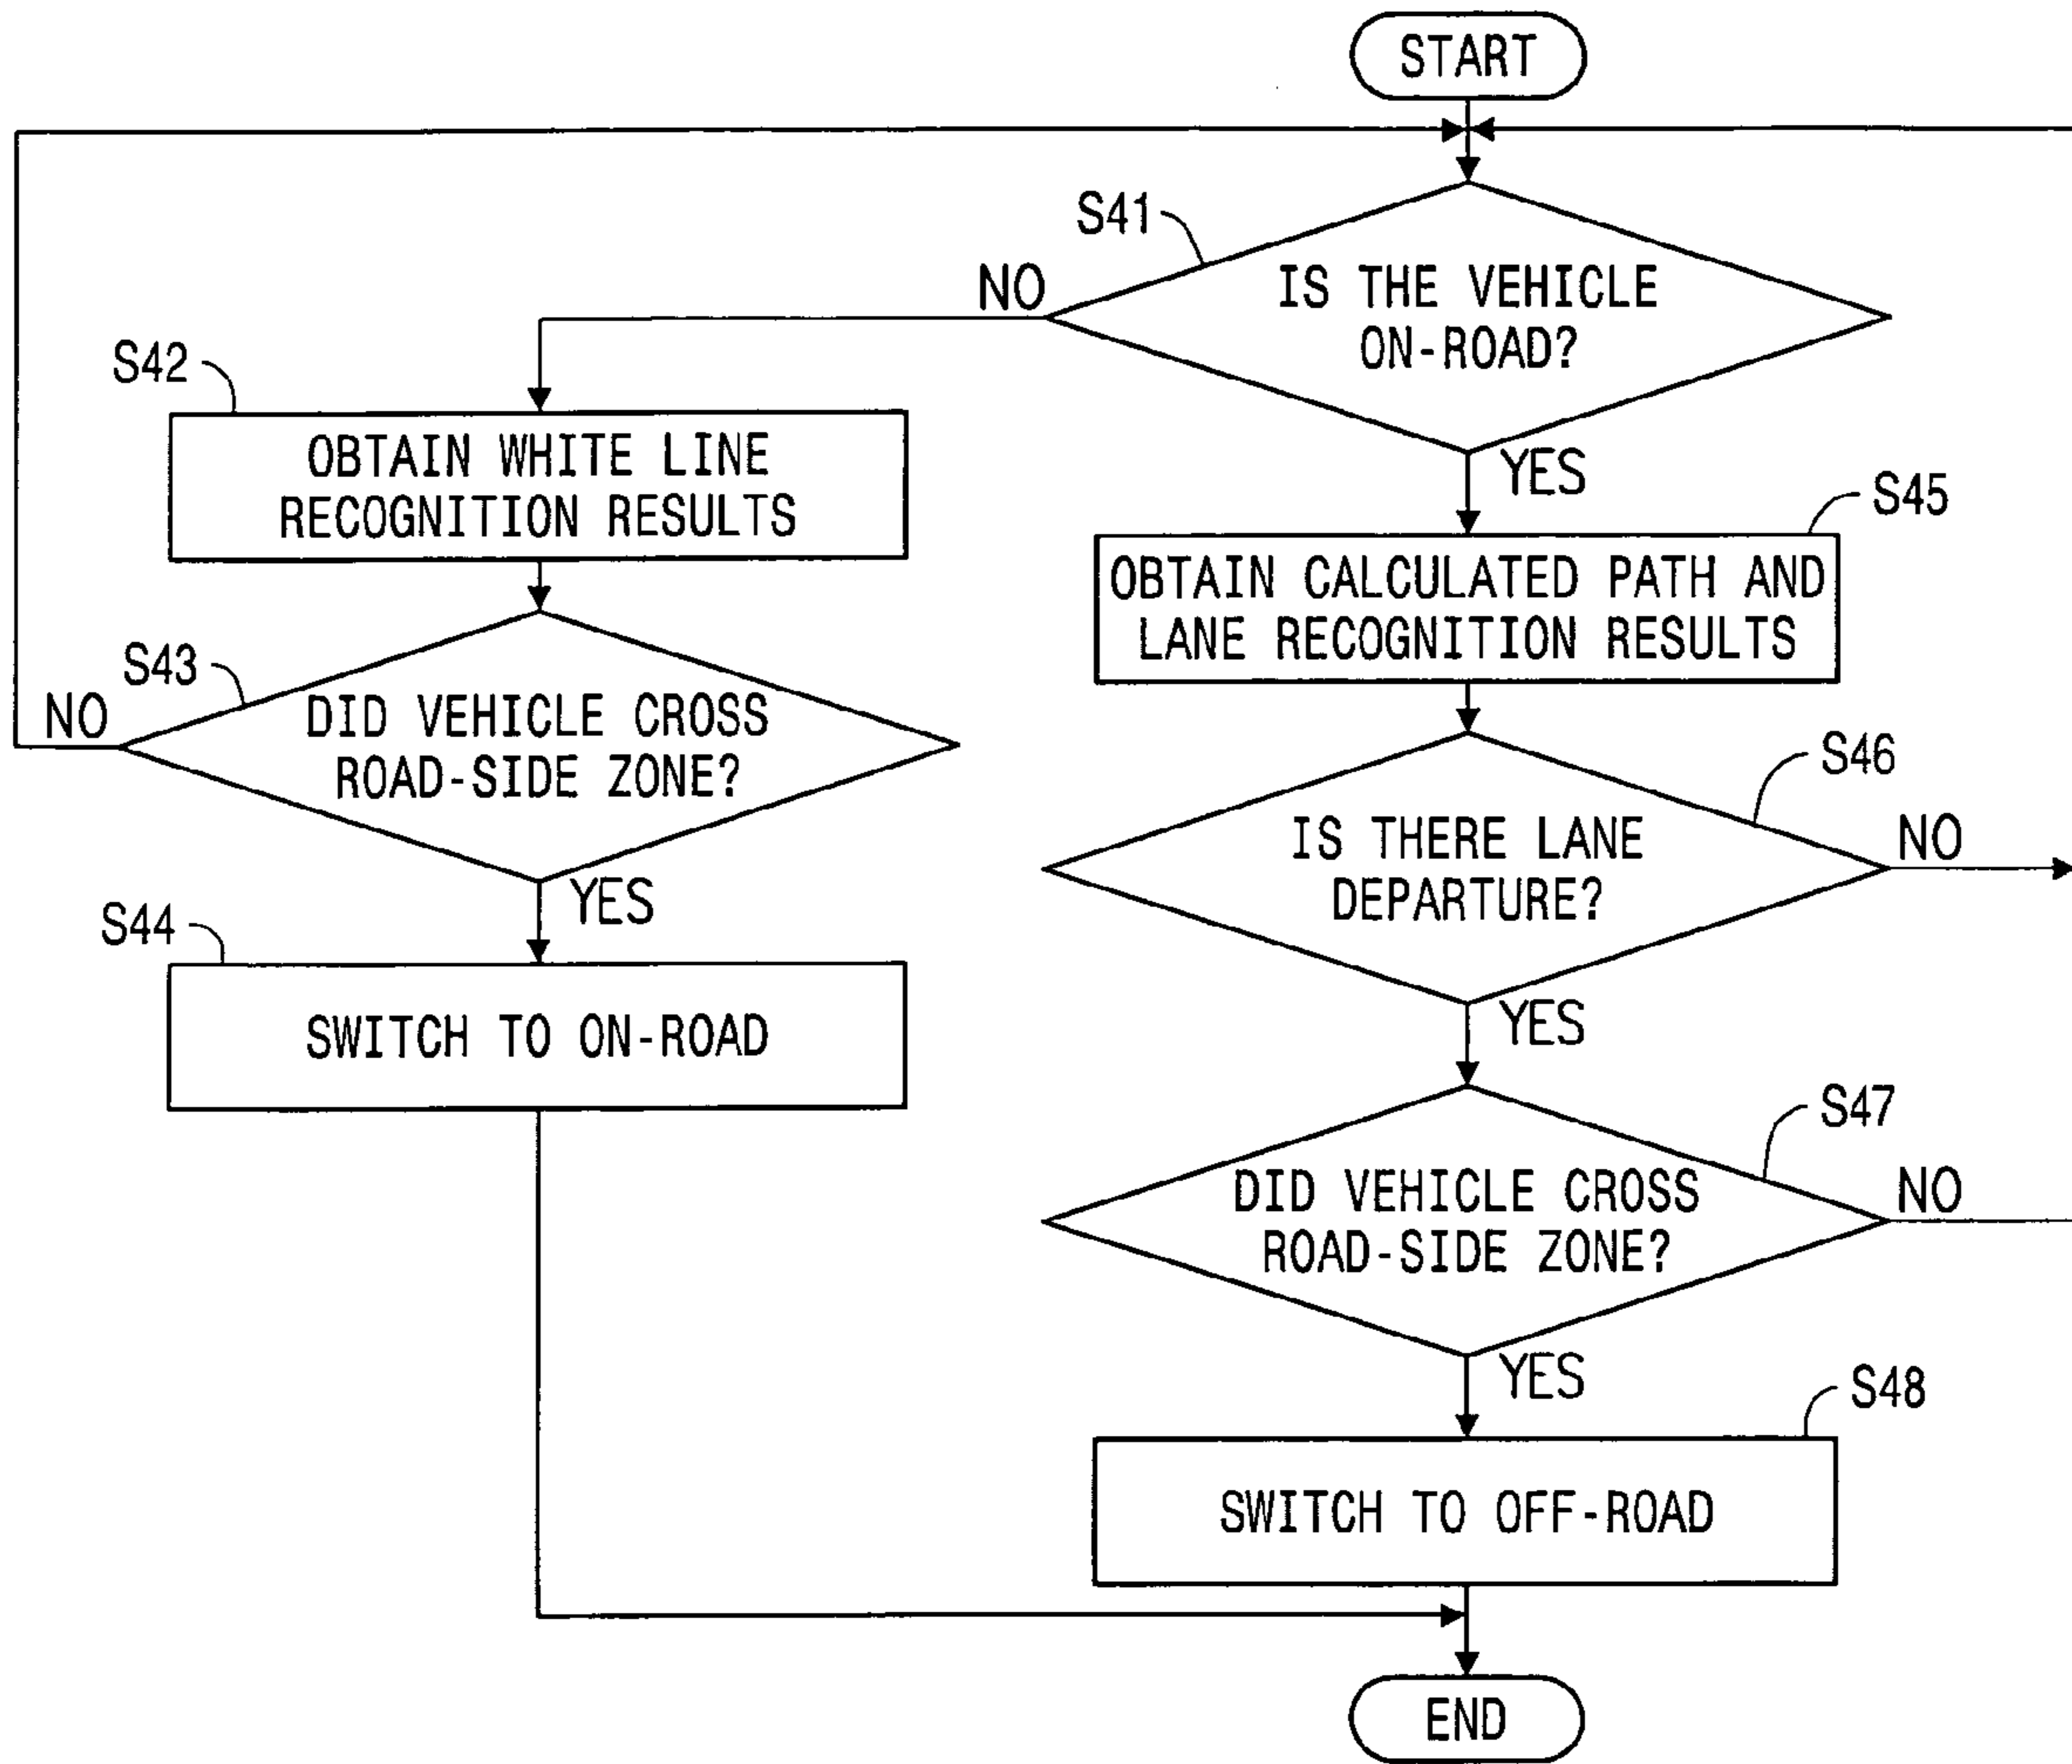 START
S41
IS THE VEHICLE
ON-ROAD?
NO
YES
S42
OBTAIN WHITE LINE
RECOGNITION RESULTS
S43
DID VEHICLE CROSS
ROAD-SIDE ZONE?
NO
YES
S44
SWITCH TO ON-ROAD
S45
OBTAIN CALCULATED PATH AND
LANE RECOGNITION RESULTS
S46
IS THERE LANE
DEPARTURE?
NO
YES
S47
DID VEHICLE CROSS
ROAD-SIDE ZONE?
NO
YES
S48
SWITCH TO OFF-ROAD
END